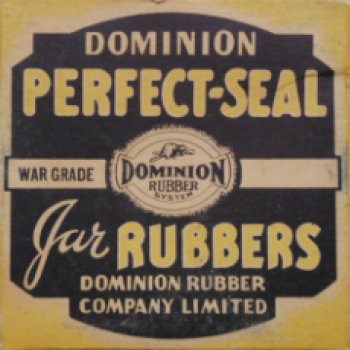 DOMINION
PERFECT-SEAL
WAR GRADE
DOMINION
RUBBER
SYSTEM
Jar RUBBERS
DOMINION RUBBER
COMPANY LIMITED